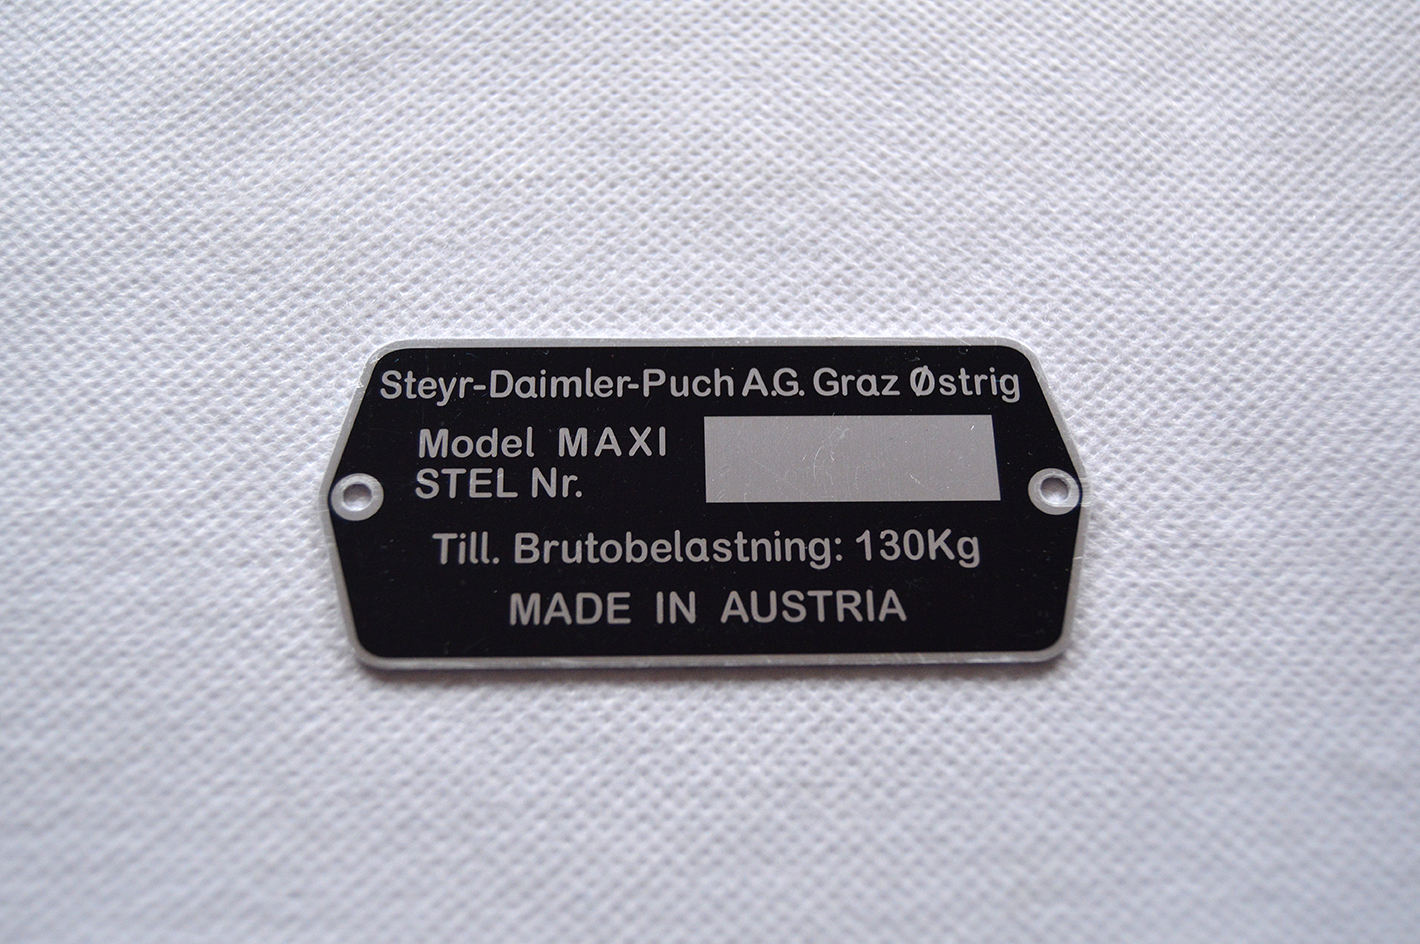 Steyr-Daimler-Puch A.G. Graz Østrig
Model MAXI
STEL Nr.
Till. Brutobelastning: 130Kg
MADE IN AUSTRIA